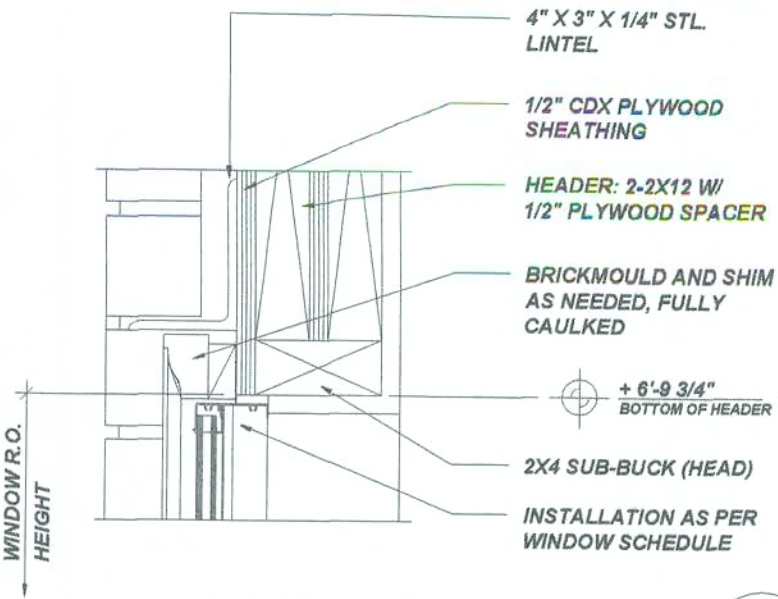 4" X 3" X 1/4" STL.
LINTEL
1/2" CDX PLYWOOD
SHEATHING
HEADER: 2-2X12 W/
1/2" PLYWOOD SPACER
BRICKMOULD AND SHIM
AS NEEDED, FULLY
CAULKED
+ 6'-9 3/4"
BOTTOM OF HEADER
2X4 SUB-BUCK (HEAD)
INSTALLATION AS PER
WINDOW SCHEDULE
WINDOW R.O.
HEIGHT